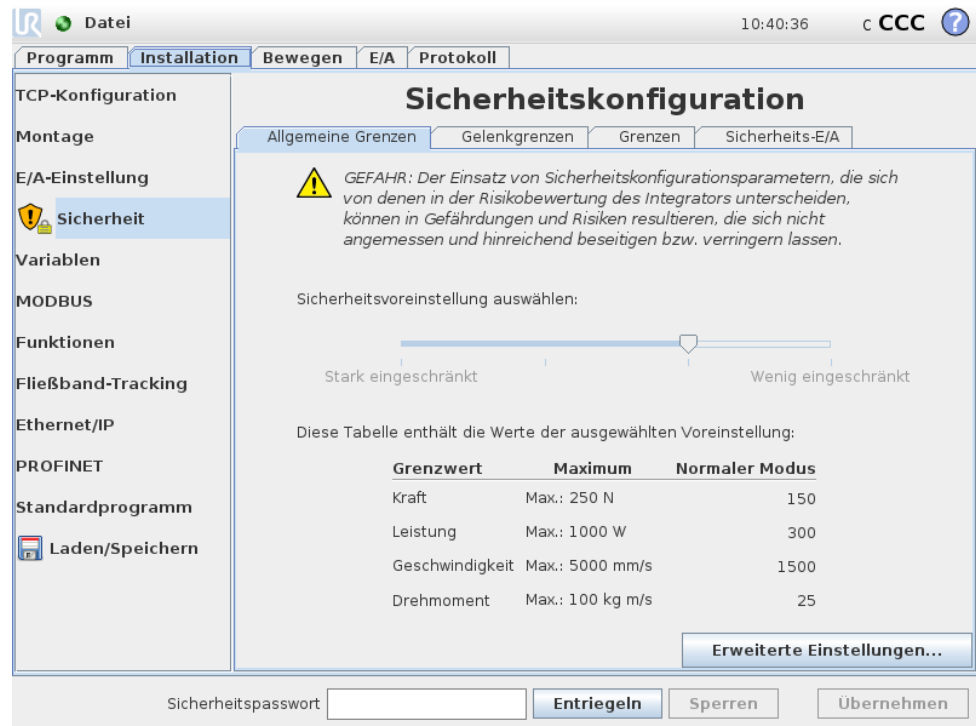 UR Datei 10:40:36 c CCC ?
Programm Installation Bewegen E/A Protokoll
TCP-Konfiguration
Montage
E/A-Einstellung
Sicherheit
Variablen
MODBUS
Funktionen
Fließband-Tracking
Ethernet/IP
PROFINET
Standardprogramm
Laden/Speichern
Sicherheitskonfiguration
Allgemeine Grenzen Gelenkgrenzen Grenzen Sicherheits-E/A
GEFAHR: Der Einsatz von Sicherheitskonfigurationsparametern, die sich
von denen in der Risikobewertung des Integrators unterscheiden,
können in Gefährdungen und Risiken resultieren, die sich nicht
angemessen und hinreichend beseitigen bzw. verringern lassen.
Sicherheitsvoreinstellung auswählen:
Stark eingeschränkt Wenig eingeschränkt
Diese Tabelle enthält die Werte der ausgewählten Voreinstellung:
Grenzwert Maximum Normaler Modus
Kraft Max.: 250 N 150
Leistung Max.: 1000 W 300
Geschwindigkeit Max.: 5000 mm/s 1500
Drehmoment Max.: 100 kg m/s 25
Erweiterte Einstellungen...
Sicherheitspasswort Entriegeln Sperren Übernehmen